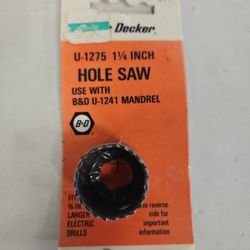 Decker
U-1275 1¼ INCH
HOLE SAW
USE WITH
B&D U-1241 MANDREL
B&D
LARGER
ELECTRIC
DRILLS
on reverse
side for
important
information